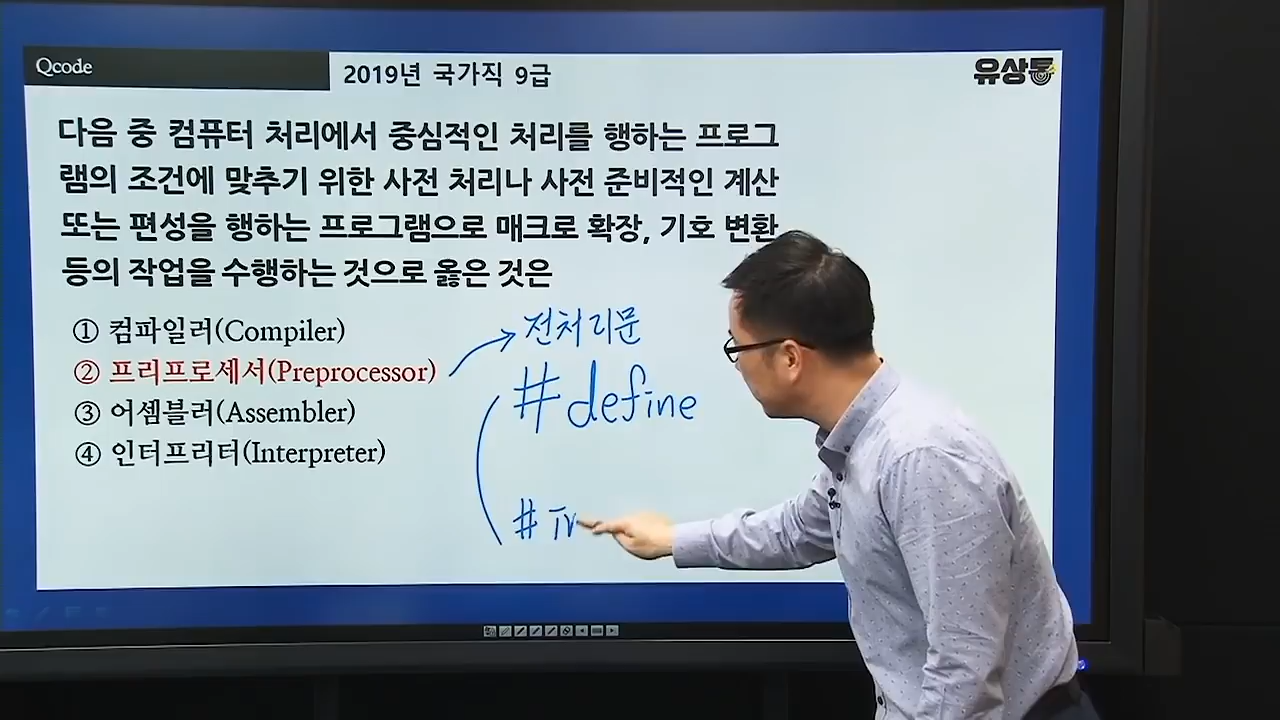 Qcode
2019년 국가직 9급
유상통
다음 중 컴퓨터 처리에서 중심적인 처리를 행하는 프로그
램의 조건에 맞추기 위한 사전 처리나 사전 준비적인 계산
또는 편성을 행하는 프로그램으로 매크로 확장, 기호 변환
등의 작업을 수행하는 것으로 옳은 것은
① 컴파일러(Compiler)
② 프리프로세서(Preprocessor)
③ 어셈블러(Assembler)
④ 인터프리터(Interpreter)
전처리문
#define
#in